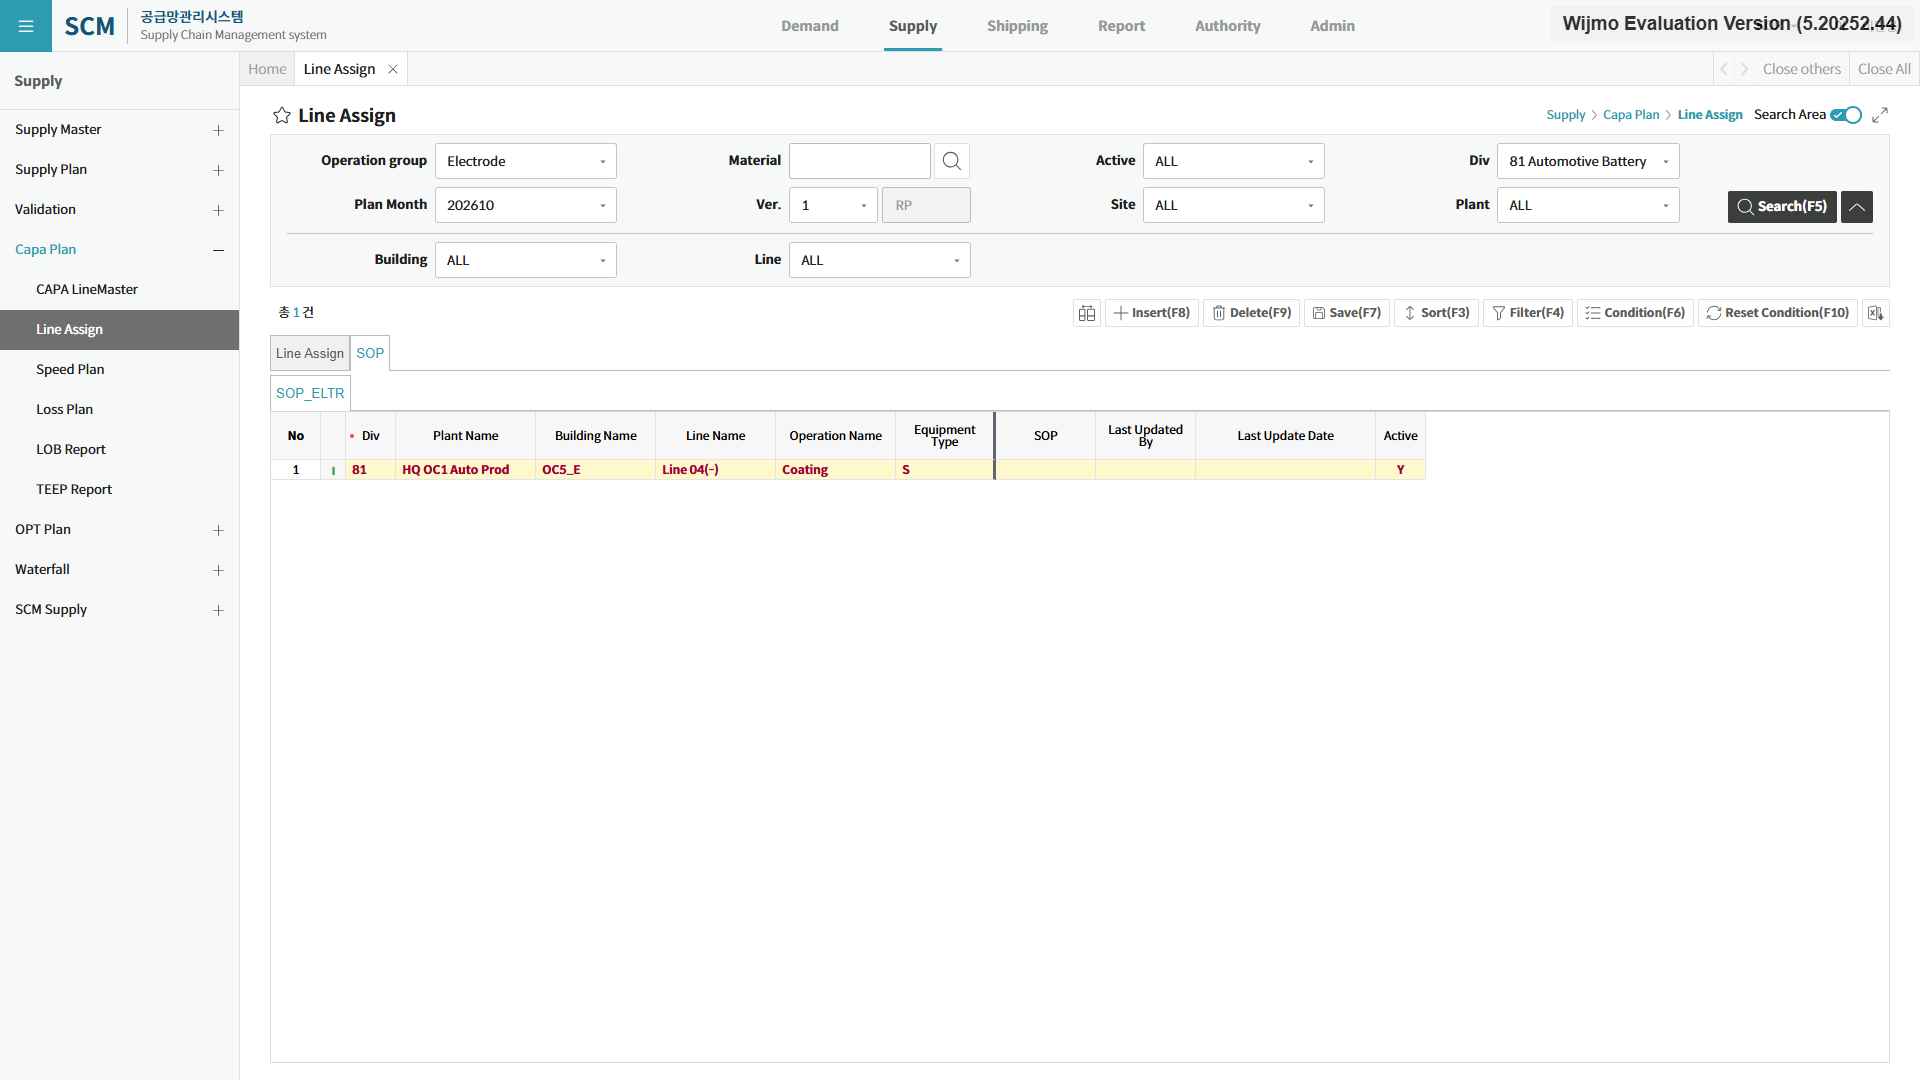 SCM
공급망관리시스템
Supply Chain Management system
Demand
Supply
Shipping
Report
Authority
Admin
Wijmo Evaluation Version (5.20252.44)
Supply
Home
Line Assign
Close others
Close All
Supply Master
Supply Plan
Validation
Capa Plan
CAPA LineMaster
Line Assign
Speed Plan
Loss Plan
LOB Report
TEEP Report
OPT Plan
Waterfall
SCM Supply
Line Assign
Supply > Capa Plan > Line Assign
Search Area
Operation group
Electrode
Material
Active
ALL
Div
81 Automotive Battery
Plan Month
202610
Ver.
1
RP
Site
ALL
Plant
ALL
Search(F5)
Building
ALL
Line
ALL
총 1 건
Insert(F8)
Delete(F9)
Save(F7)
Sort(F3)
Filter(F4)
Condition(F6)
Reset Condition(F10)
Line Assign
SOP
SOP_ELTR
No
Div
Plant Name
Building Name
Line Name
Operation Name
Equipment Type
SOP
Last Updated By
Last Update Date
Active
1
I
81
HQ OC1 Auto Prod
OC5_E
Line 04(-)
Coating
S
Y